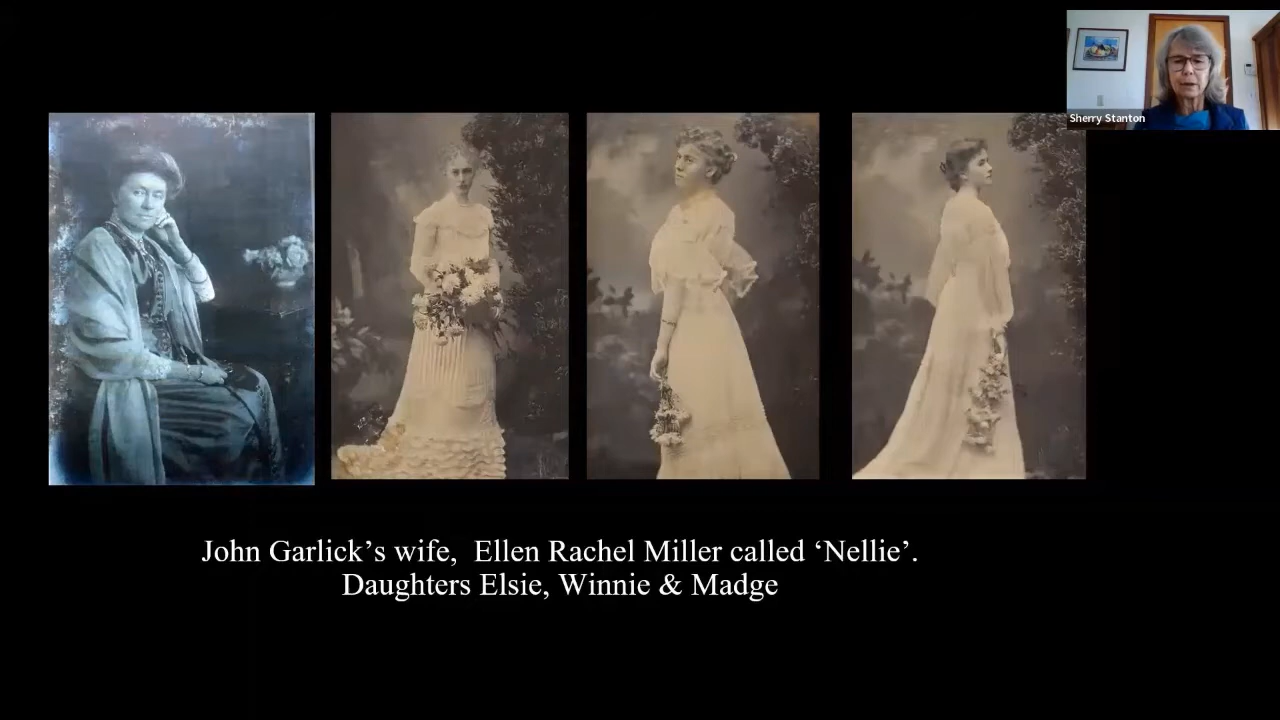 Sherry Stanton
John Garlick’s wife,  Ellen Rachel Miller called ‘Nellie’.
Daughters Elsie, Winnie & Madge